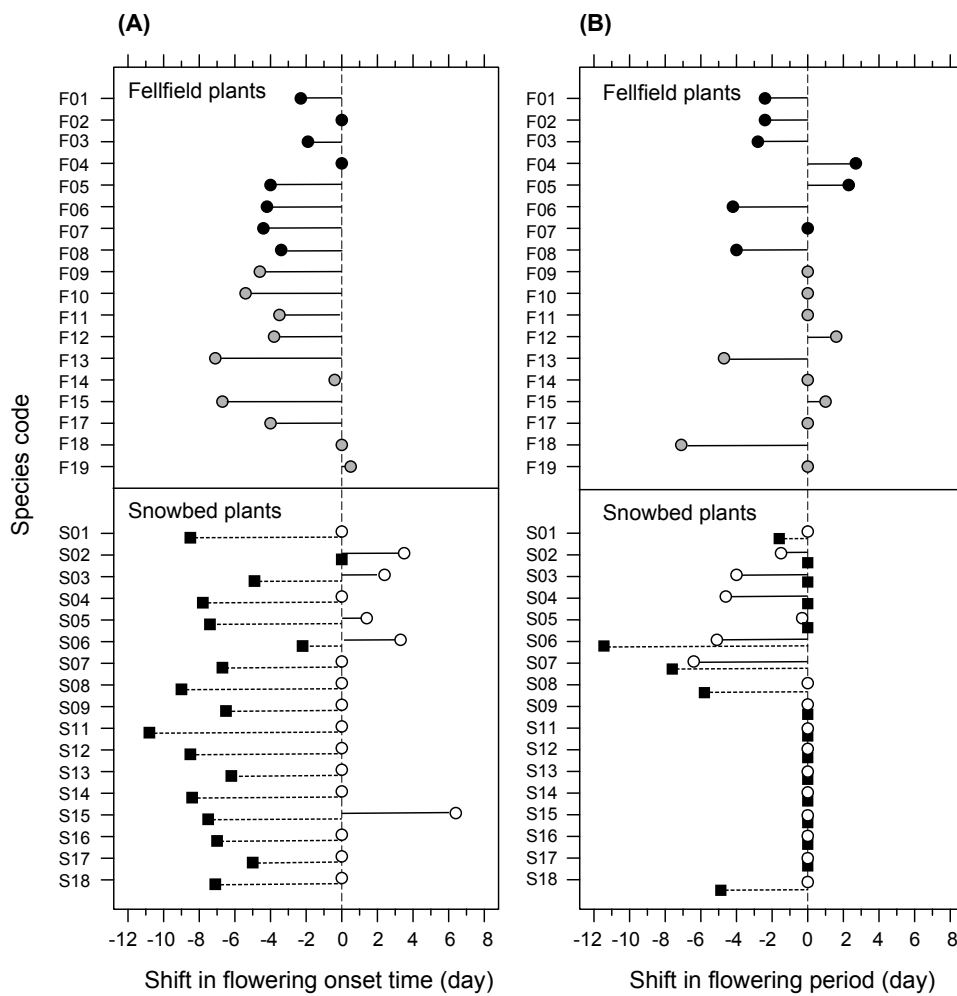 (A)
(B)
Species code
Fellfield plants
F01
F02
F03
F04
F05
F06
F07
F08
F09
F10
F11
F12
F13
F14
F15
F17
F18
F19
Snowbed plants
S01
S02
S03
S04
S05
S06
S07
S08
S09
S11
S12
S13
S14
S15
S16
S17
S18
-12 -10 -8 -6 -4 -2 0 2 4 6 8
Shift in flowering onset time (day)
Fellfield plants
F01
F02
F03
F04
F05
F06
F07
F08
F09
F10
F11
F12
F13
F14
F15
F17
F18
F19
Snowbed plants
S01
S02
S03
S04
S05
S06
S07
S08
S09
S11
S12
S13
S14
S15
S16
S17
S18
-12 -10 -8 -6 -4 -2 0 2 4 6 8
Shift in flowering period (day)